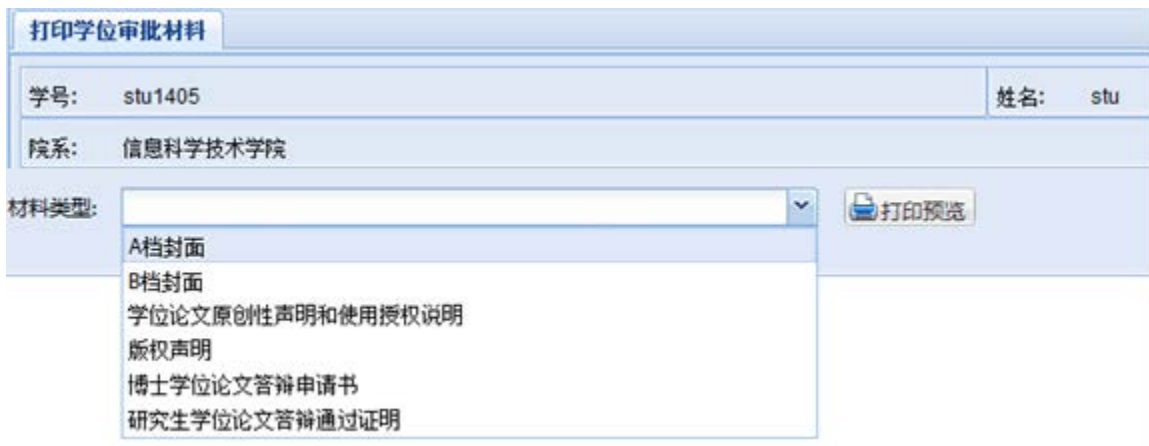 打印学位审批材料
学号: stu1405 姓名: stu
院系: 信息科学技术学院
材料类型: 打印预览
A档封面
B档封面
学位论文原创性声明和使用授权说明
版权声明
博士学位论文答辩申请书
研究生学位论文答辩通过证明